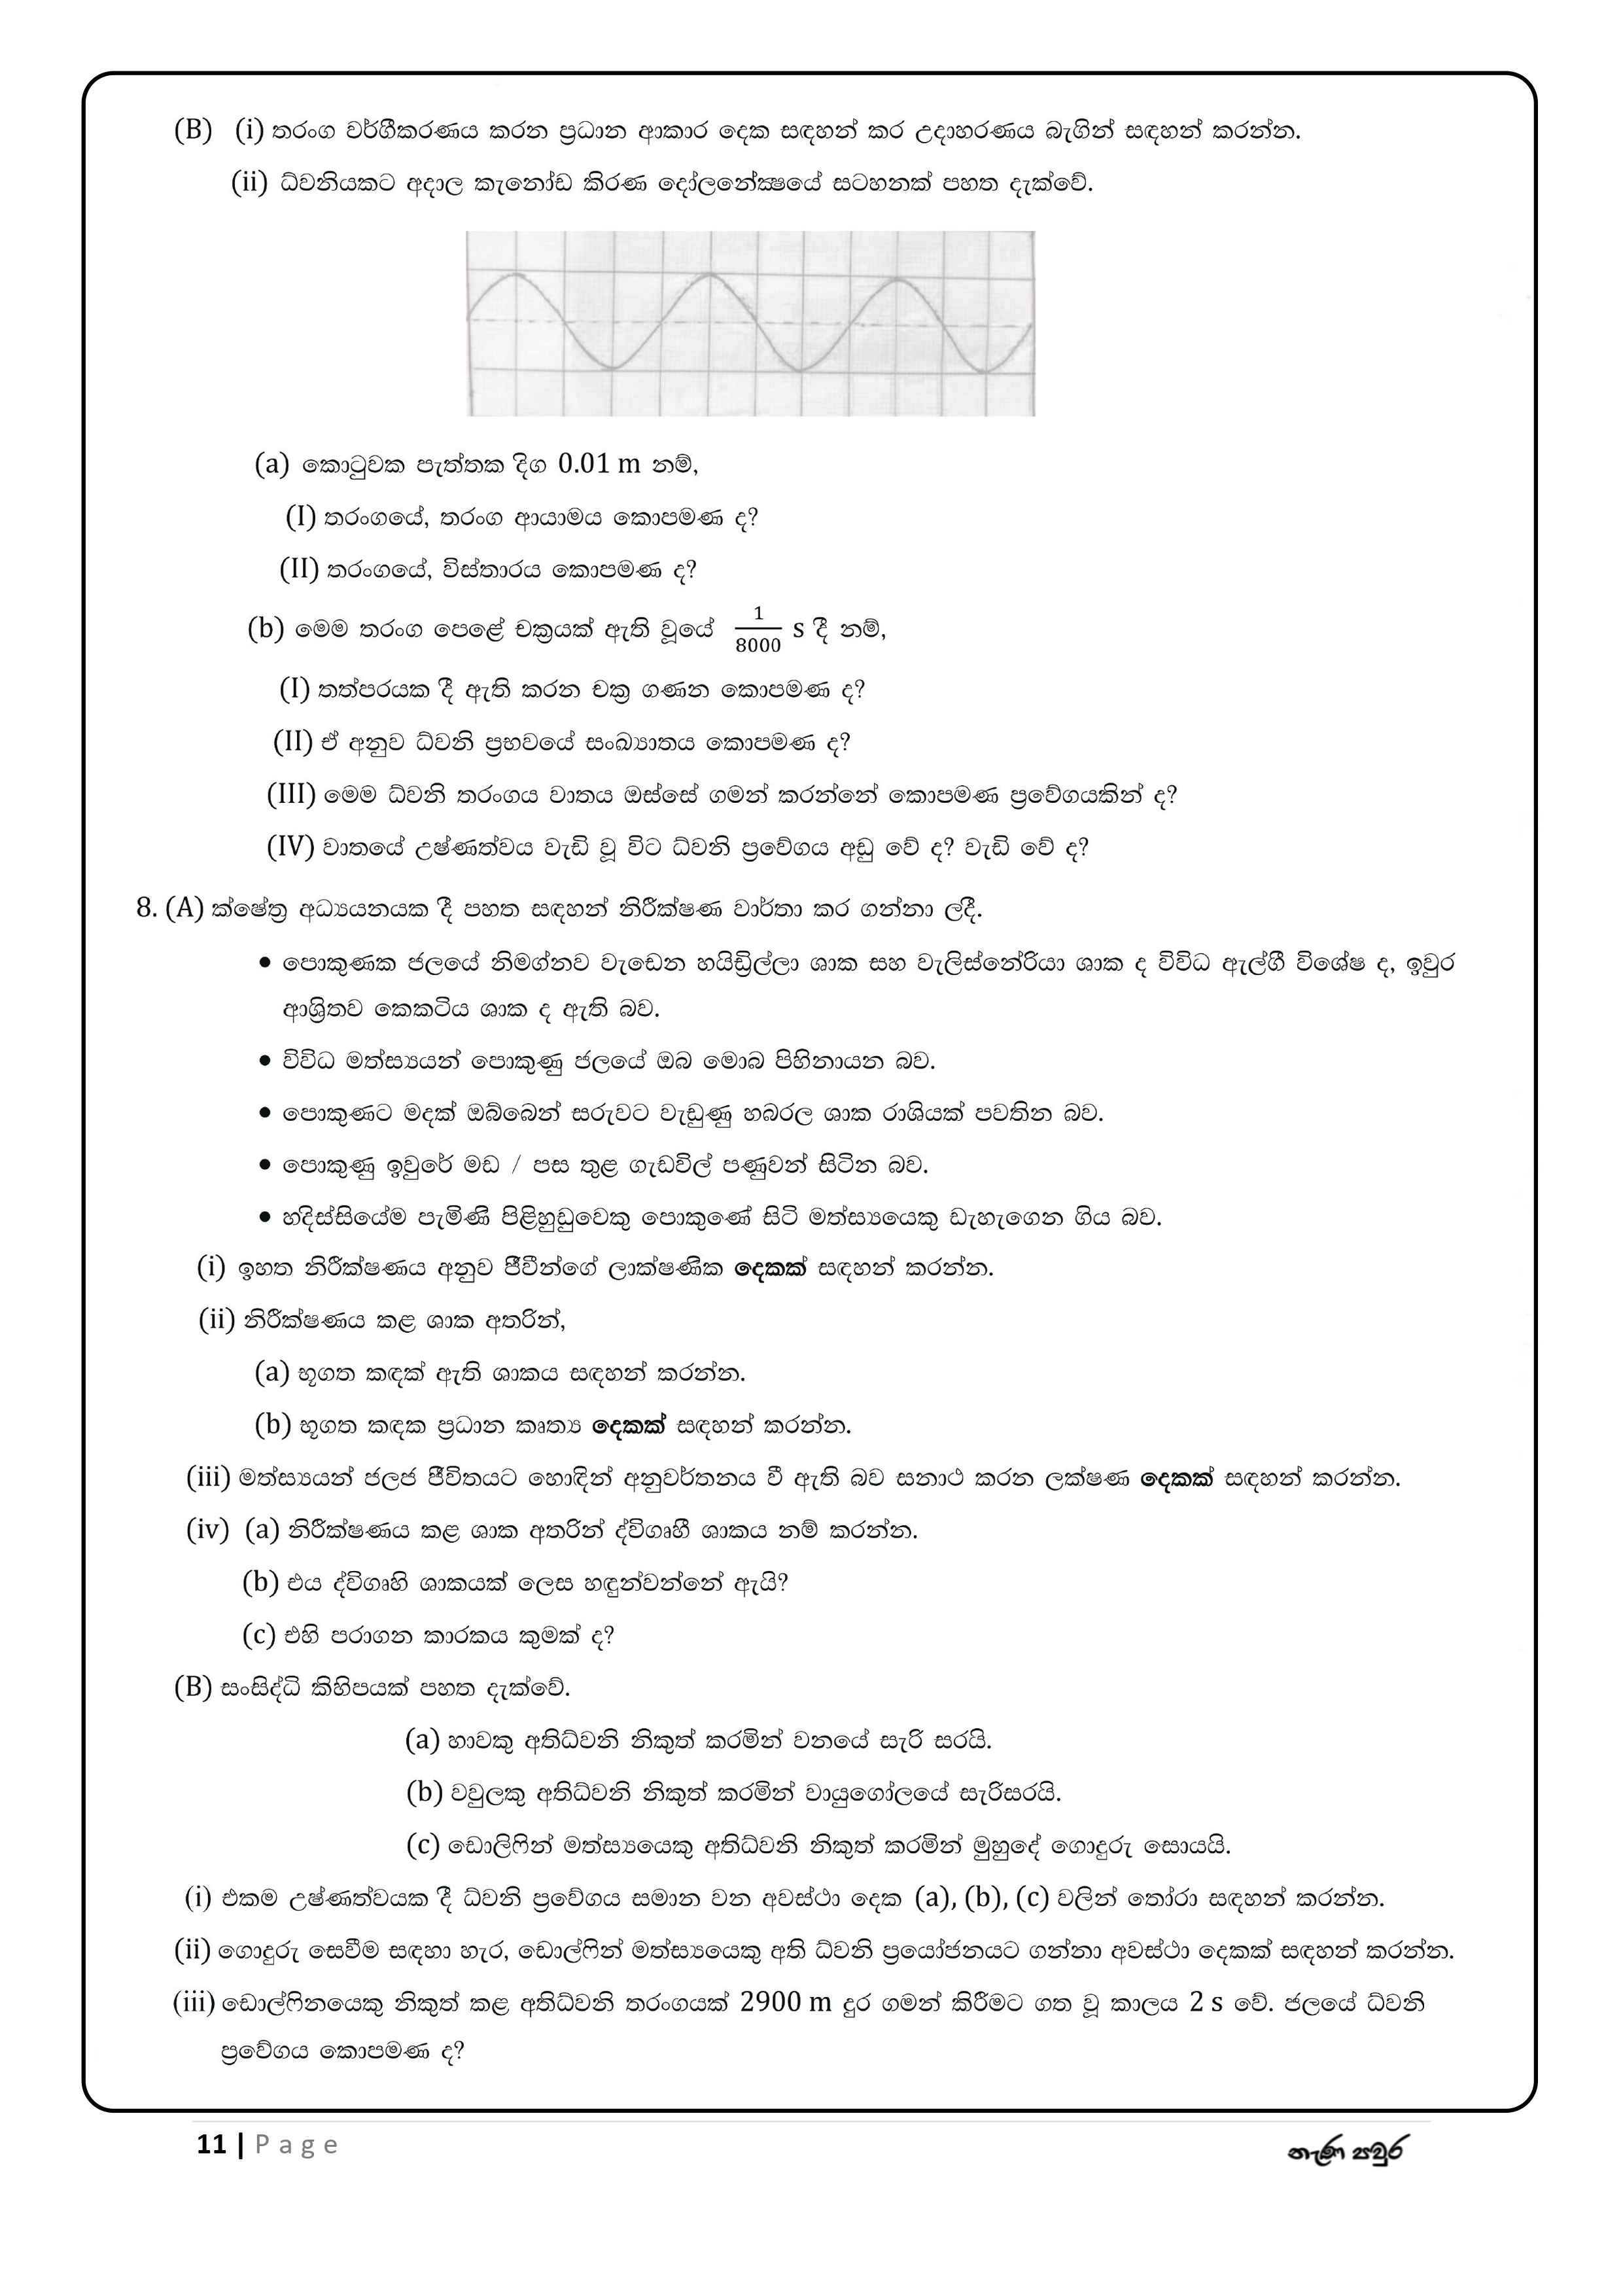 (B) (i) තරංග වර්ගීකරණය කරන ප්‍රධාන ආකාර දෙක සඳහන් කර උදාහරණය බැගින් සඳහන් කරන්න.
(ii) ධ්වනියකට අදාල කැනෝඩ කිරණ දෝලනේක්‍ෂයේ සටහනක් පහත දැක්වේ.
(a) කොටුවක පැත්තක දිග 0.01 m නම්,
(I) තරංගයේ, තරංග ආයාමය කොපමණ ද?
(II) තරංගයේ, විස්තාරය කොපමණ ද?
(b) මෙම තරංග පෙළේ චක්‍රයක් ඇති වූයේ 1/8000 s දී නම්,
(I) තත්පරයක දී ඇති කරන චක්‍ර ගණන කොපමණ ද?
(II) ඒ අනුව ධ්වනි ප්‍රභවයේ සංඛ්‍යාතය කොපමණ ද?
(III) මෙම ධ්වනි තරංගය වාතය ඔස්සේ ගමන් කරන්නේ කොපමණ ප්‍රවේගයකින් ද?
(IV) වාතයේ උෂ්ණත්වය වැඩි වූ විට ධ්වනි ප්‍රවේගය අඩු වේ ද? වැඩි වේ ද?
8. (A) ක්ෂේත්‍ර අධ්‍යයනයක දී පහත සඳහන් නිරීක්ෂණ වාර්තා කර ගන්නා ලදී.
• පොකුණක ජලයේ නිමග්නව වැඩෙන හයිඩ්‍රිල්ලා ශාක සහ වැලිස්නේරියා ශාක ද විවිධ ඇල්ගී විශේෂ ද, ඉවුර
ආශ්‍රිතව කෙකටිය ශාක ද ඇති බව.
• විවිධ මත්ස්‍යයන් පොකුණු ජලයේ ඔබ මොබ පිහිනායන බව.
• පොකුණට මදක් ඔබ්බෙන් සරුවට වැඩුණු හබරල ශාක රාශියක් පවතින බව.
• පොකුණු ඉවුරේ මඩ / පස තුළ ගැඩවිල් පණුවන් සිටින බව.
• හදිස්සියේම පැමිණි පිළිහුඩුවෙකු පොකුණේ සිටි මත්ස්‍යයෙකු ඩැහැගෙන ගිය බව.
(i) ඉහත නිරීක්ෂණය අනුව ජීවීන්ගේ ලාක්ෂණික දෙකක් සඳහන් කරන්න.
(ii) නිරීක්ෂණය කළ ශාක අතරින්,
(a) භූගත කඳක් ඇති ශාකය සඳහන් කරන්න.
(b) භූගත කඳක ප්‍රධාන කෘත්‍ය දෙකක් සඳහන් කරන්න.
(iii) මත්ස්‍යයන් ජලජ ජීවිතයට හොඳින් අනුවර්තනය වී ඇති බව සනාථ කරන ලක්ෂණ දෙකක් සඳහන් කරන්න.
(iv) (a) නිරීක්ෂණය කළ ශාක අතරින් ද්විගෘහී ශාකය නම් කරන්න.
(b) එය ද්විගෘහි ශාකයක් ලෙස හඳුන්වන්නේ ඇයි?
(c) එහි පරාගන කාරකය කුමක් ද?
(B) සංසිද්ධි කිහිපයක් පහත දැක්වේ.
(a) හාවකු අතිධ්වනි නිකුත් කරමින් වනයේ සැරි සරයි.
(b) වවුලකු අතිධ්වනි නිකුත් කරමින් වායුගෝලයේ සැරිසරයි.
(c) ඩොලිෆින් මත්ස්‍යයෙකු අතිධ්වනි නිකුත් කරමින් මුහුදේ ගොදුරු සොයයි.
(i) එකම උෂ්ණත්වයක දී ධ්වනි ප්‍රවේගය සමාන වන අවස්ථා දෙක (a), (b), (c) වලින් තෝරා සඳහන් කරන්න.
(ii) ගොදුරු සෙවීම සඳහා හැර, ඩොල්ෆින් මත්ස්‍යයෙකු අති ධ්වනි ප්‍රයෝජනයට ගන්නා අවස්ථා දෙකක් සඳහන් කරන්න.
(iii) ඩොල්ෆිනයෙකු නිකුත් කළ අතිධ්වනි තරංගයක් 2900 m දුර ගමන් කිරීමට ගත වූ කාලය 2 s වේ. ජලයේ ධ්වනි
ප්‍රවේගය කොපමණ ද?
11 | Page
නැණ පවුර